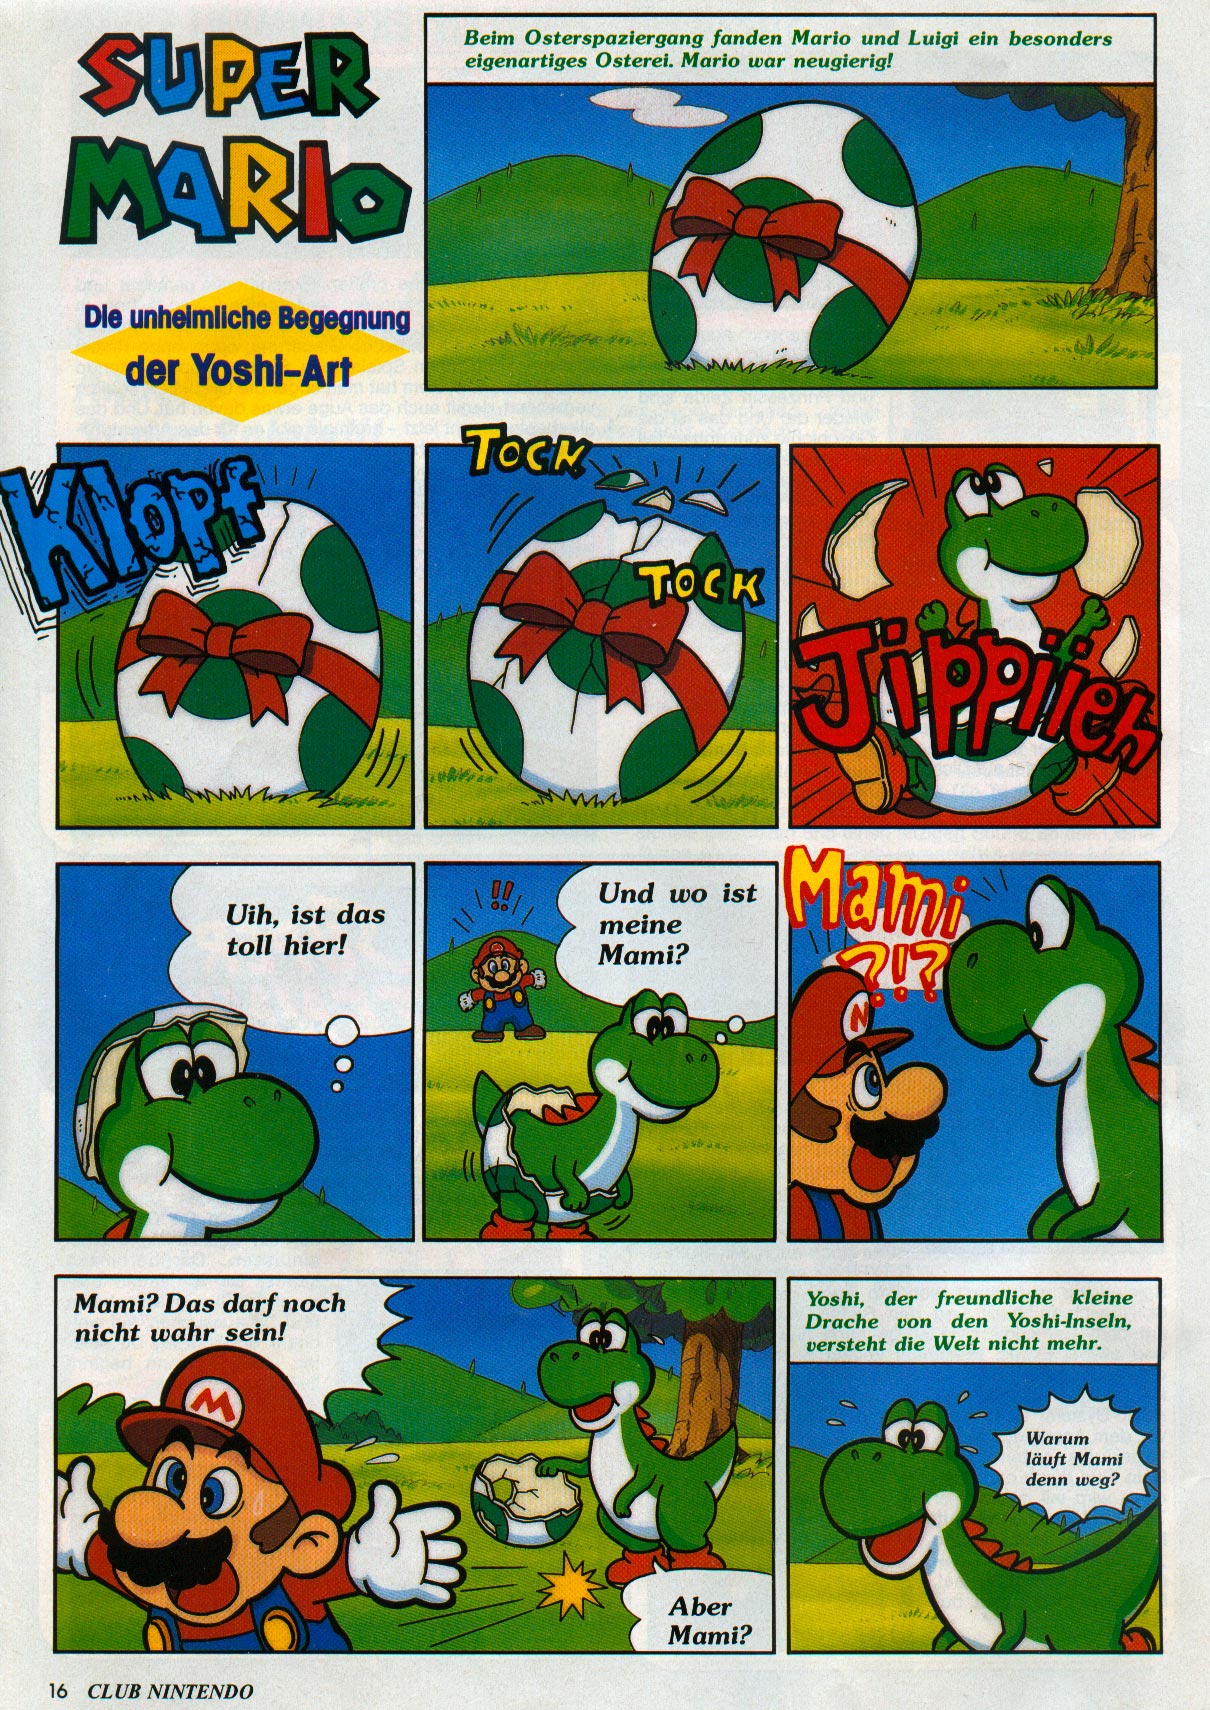 SUPER
MARIO
Die unheimliche Begegnung
der Yoshi-Art
Beim Osterspaziergang fanden Mario und Luigi ein besonders
eigenartiges Osterei. Mario war neugierig!
Klopf
TOCK
TOCK
Jippiieh
Uih, ist das
toll hier!
!!
Und wo ist
meine
Mami?
Mami
?!?
N
Mami? Das darf noch
nicht wahr sein!
M
Aber
Mami?
Yoshi, der freundliche kleine
Drache von den Yoshi-Inseln,
versteht die Welt nicht mehr.
Warum
läuft Mami
denn weg?
16 CLUB NINTENDO